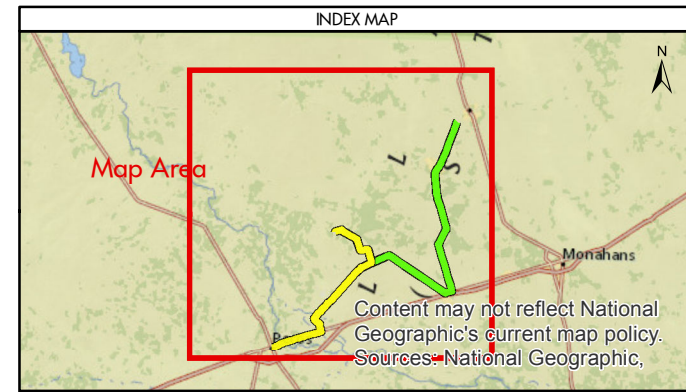 INDEX MAP
N
Map Area
L
S
L
Monahans
Content may not reflect National
Geographic's current map policy.
Sources: National Geographic,